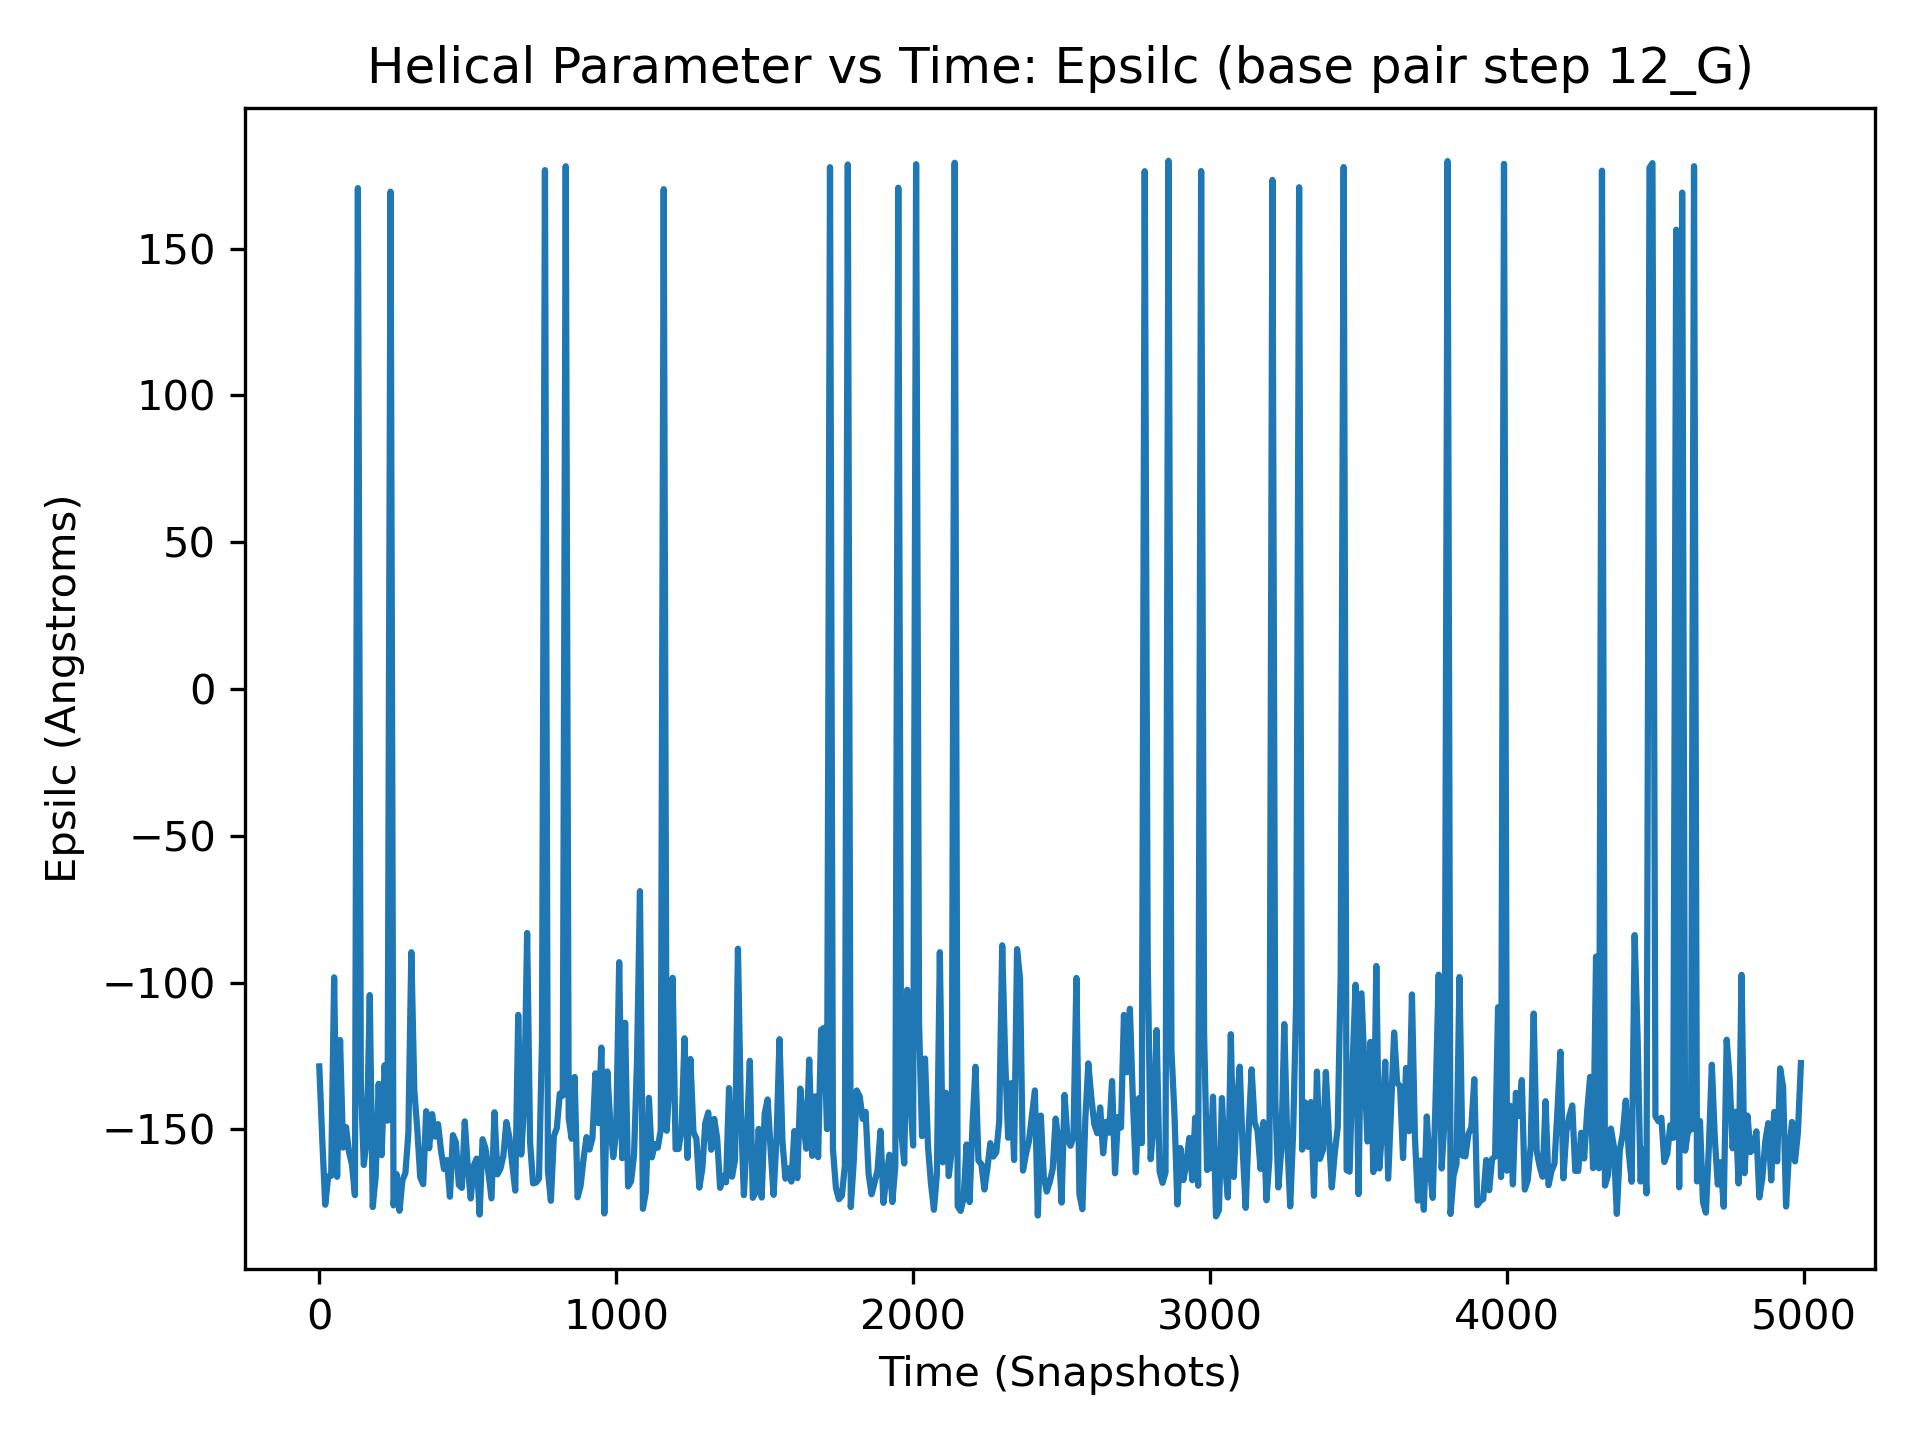 Helical Parameter vs Time: Epsilc (base pair step 12_G)
Epsilc (Angstroms)
150
100
50
0
−50
−100
−150
0 1000 2000 3000 4000 5000
Time (Snapshots)